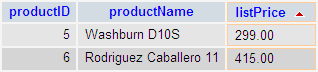 productID productName listPrice
5 Washburn D10S 299.00
6 Rodriguez Caballero 11 415.00